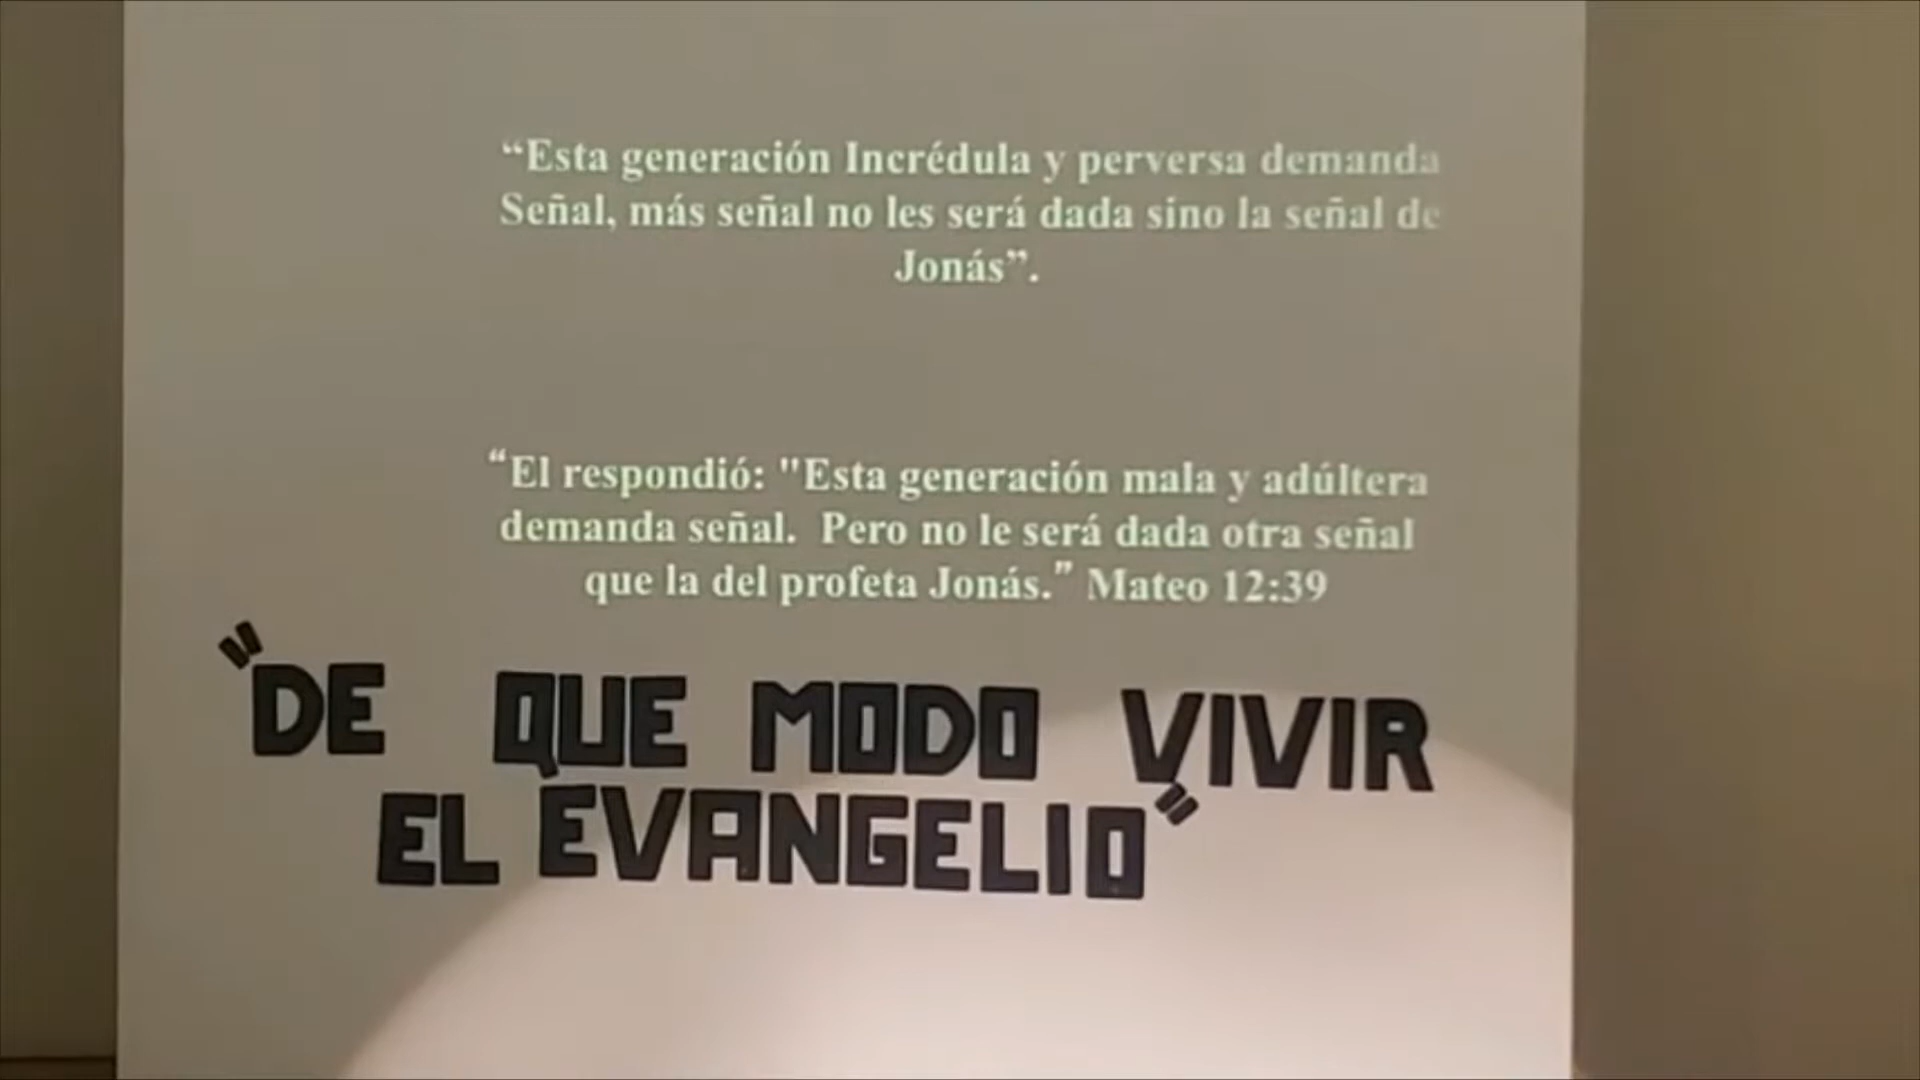 “Esta generación Incrédula y perversa demanda
Señal, más señal no les será dada sino la señal de
Jonás”.
“El respondió: "Esta generación mala y adúltera
demanda señal.  Pero no le será dada otra señal
que la del profeta Jonás.” Mateo 12:39
"DE QUE MODO VIVIR
EL EVANGELIO"